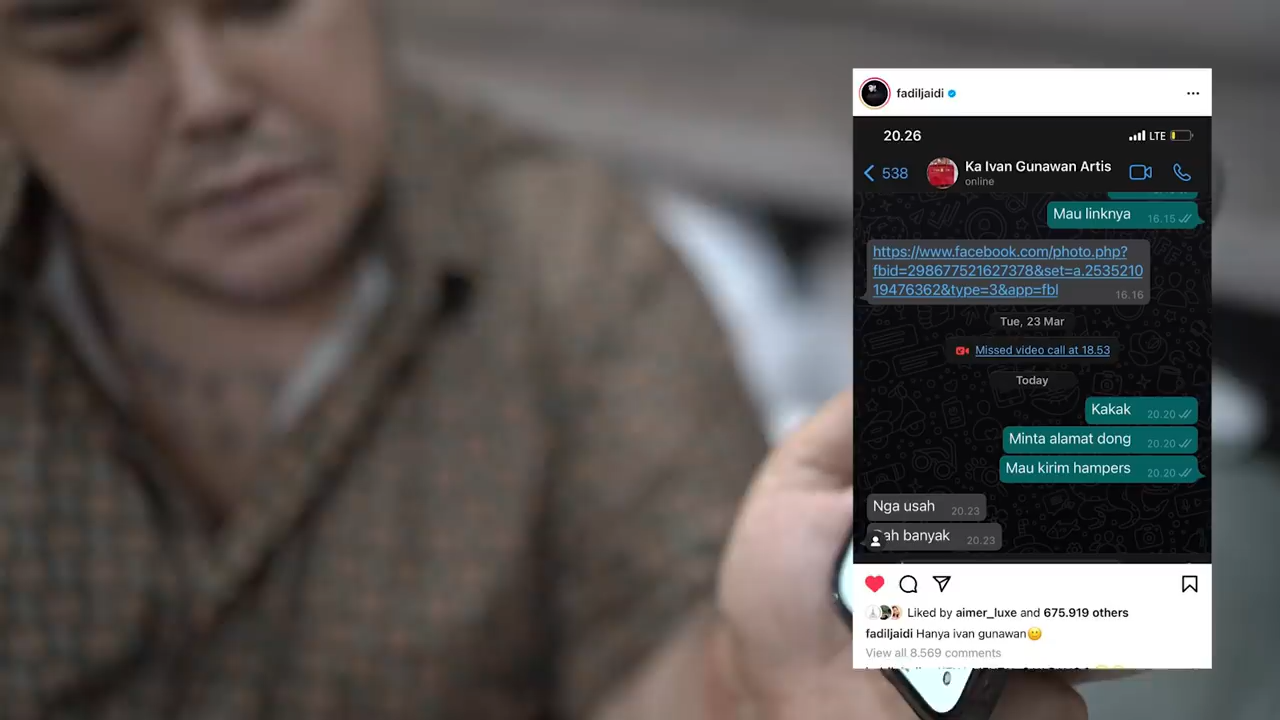 fadiljaidi
20.26
LTE
538
Ka Ivan Gunawan Artis
online
Mau linknya 16.15
https://www.facebook.com/photo.php?
fbid=298677521627378&set=a.2535210
19476362&type=3&app=fbl
16.16
Tue, 23 Mar
Missed video call at 18.53
Today
Kakak 20.20
Minta alamat dong 20.20
Mau kirim hampers 20.20
Nga usah 20.23
ah banyak 20.23
Liked by aimer_luxe and 675.919 others
fadiljaidi Hanya ivan gunawan
View all 8.569 comments